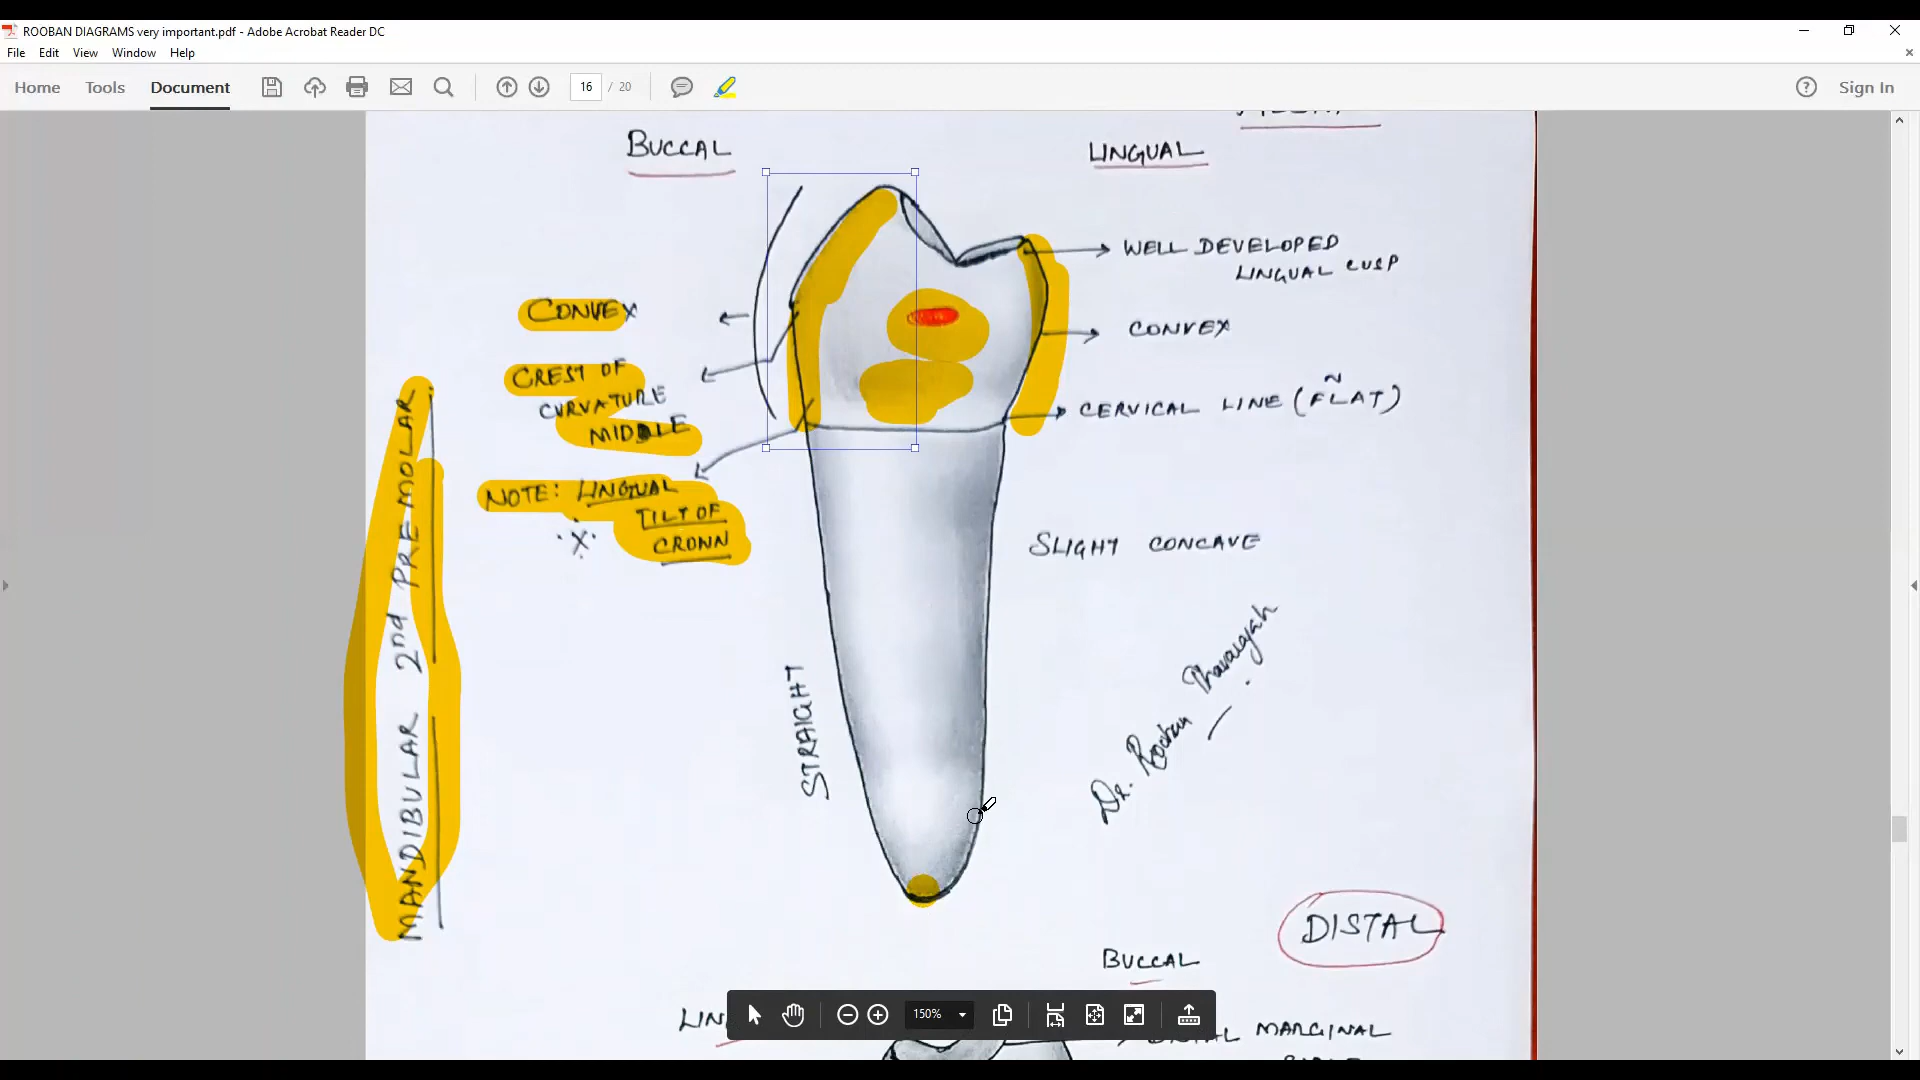 ROOBAN DIAGRAMS very important.pdf - Adobe Acrobat Reader DC
File Edit View Window Help
Home Tools Document 16 / 20 Sign In
BUCCAL
LINGUAL
WELL DEVELOPED
LINGUAL CUSP
CONVEX
CONVEX
CREST OF
CURVATURE
MIDDLE
CERVICAL LINE (FLAT)
NOTE: LINGUAL
TILT OF
CROWN
SLIGHT CONCAVE
STRAIGHT
MANDIBULAR 2nd PREMOLAR
Dr. Rooban Thavarajah
DISTAL
BUCCAL
LIN
150%
MARGINAL